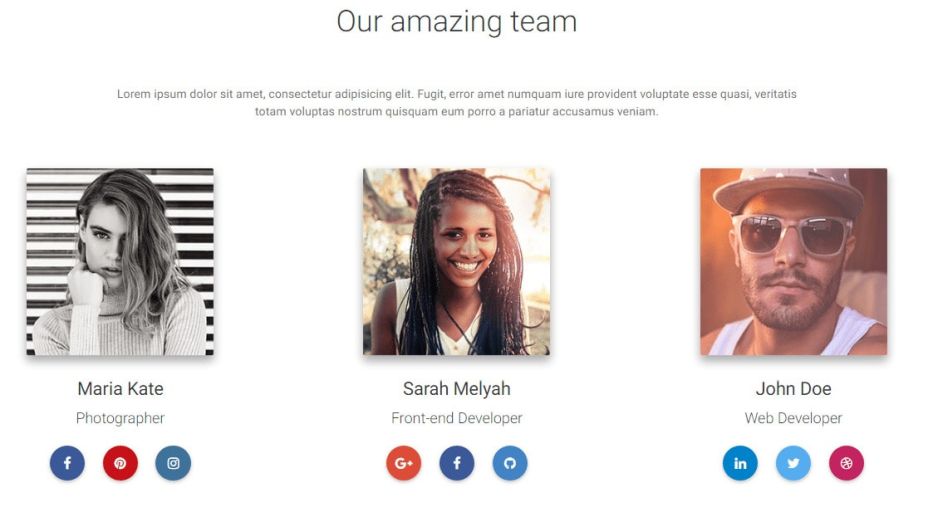 Our amazing team
Lorem ipsum dolor sit amet, consectetur adipisicing elit. Fugit, error amet numquam iure provident voluptate esse quasi, veritatis
totam voluptas nostrum quisquam eum porro a pariatur accusamus veniam.
Maria Kate
Photographer
Sarah Melyah
Front-end Developer
John Doe
Web Developer